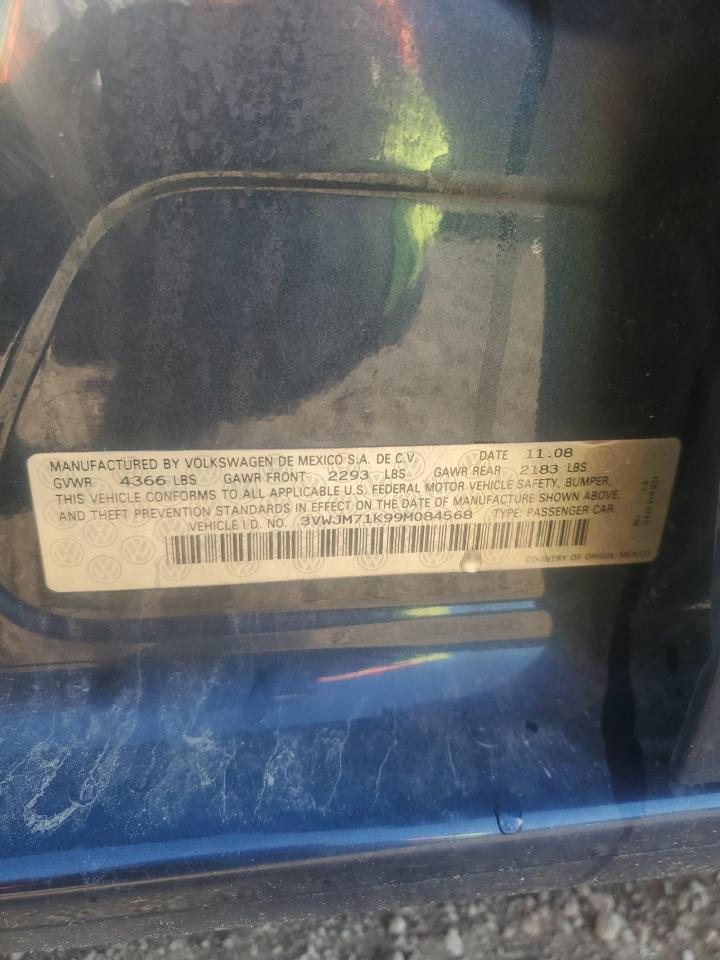 MANUFACTURED BY VOLKSWAGEN DE MEXICO S.A. DE C.V. DATE 11.08
GVWR 4366 LBS GAWR FRONT 2293 LBS GAWR REAR 2183 LBS
THIS VEHICLE CONFORMS TO ALL APPLICABLE U.S. FEDERAL MOTOR VEHICLE SAFETY, BUMPER,
AND THEFT PREVENTION STANDARDS IN EFFECT ON THE DATE OF MANUFACTURE SHOWN ABOVE.
VEHICLE I.D. NO. 3VWJM71K99M084568 TYPE: PASSENGER CAR
COUNTRY OF ORIGIN: MEXICO